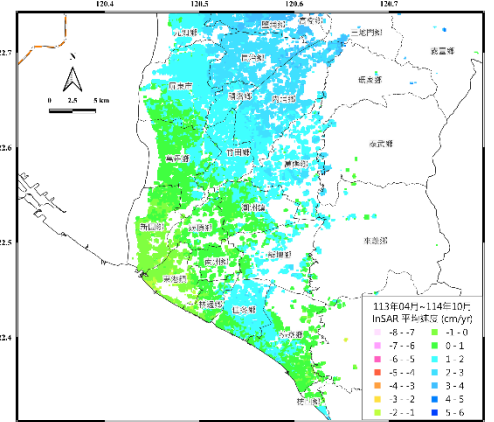 120.4 120.5 120.6 120.7
鹽埔鄉
長治鄉
三地門鄉
霧臺鄉
22.7
屏東市
瑪家鄉
麟洛鄉
內埔鄉
N
0 2.5 5 km
22.6
竹田鄉
泰武鄉
萬丹鄉
萬巒鄉
潮州鎮
新園鄉
崁頂鄉
來義鄉
22.5
南州鄉
新埤鄉
東港鎮
林邊鄉
佳冬鄉
22.4
枋寮鄉
113年04月~114年10月
InSAR 平均速度 (cm/yr)
-8 - -7 -1 - 0
-7 - -6 0 - 1
-6 - -5 1 - 2
-5 - -4 2 - 3
-4 - -3 3 - 4
-3 - -2 4 - 5
-2 - -1 5 - 6